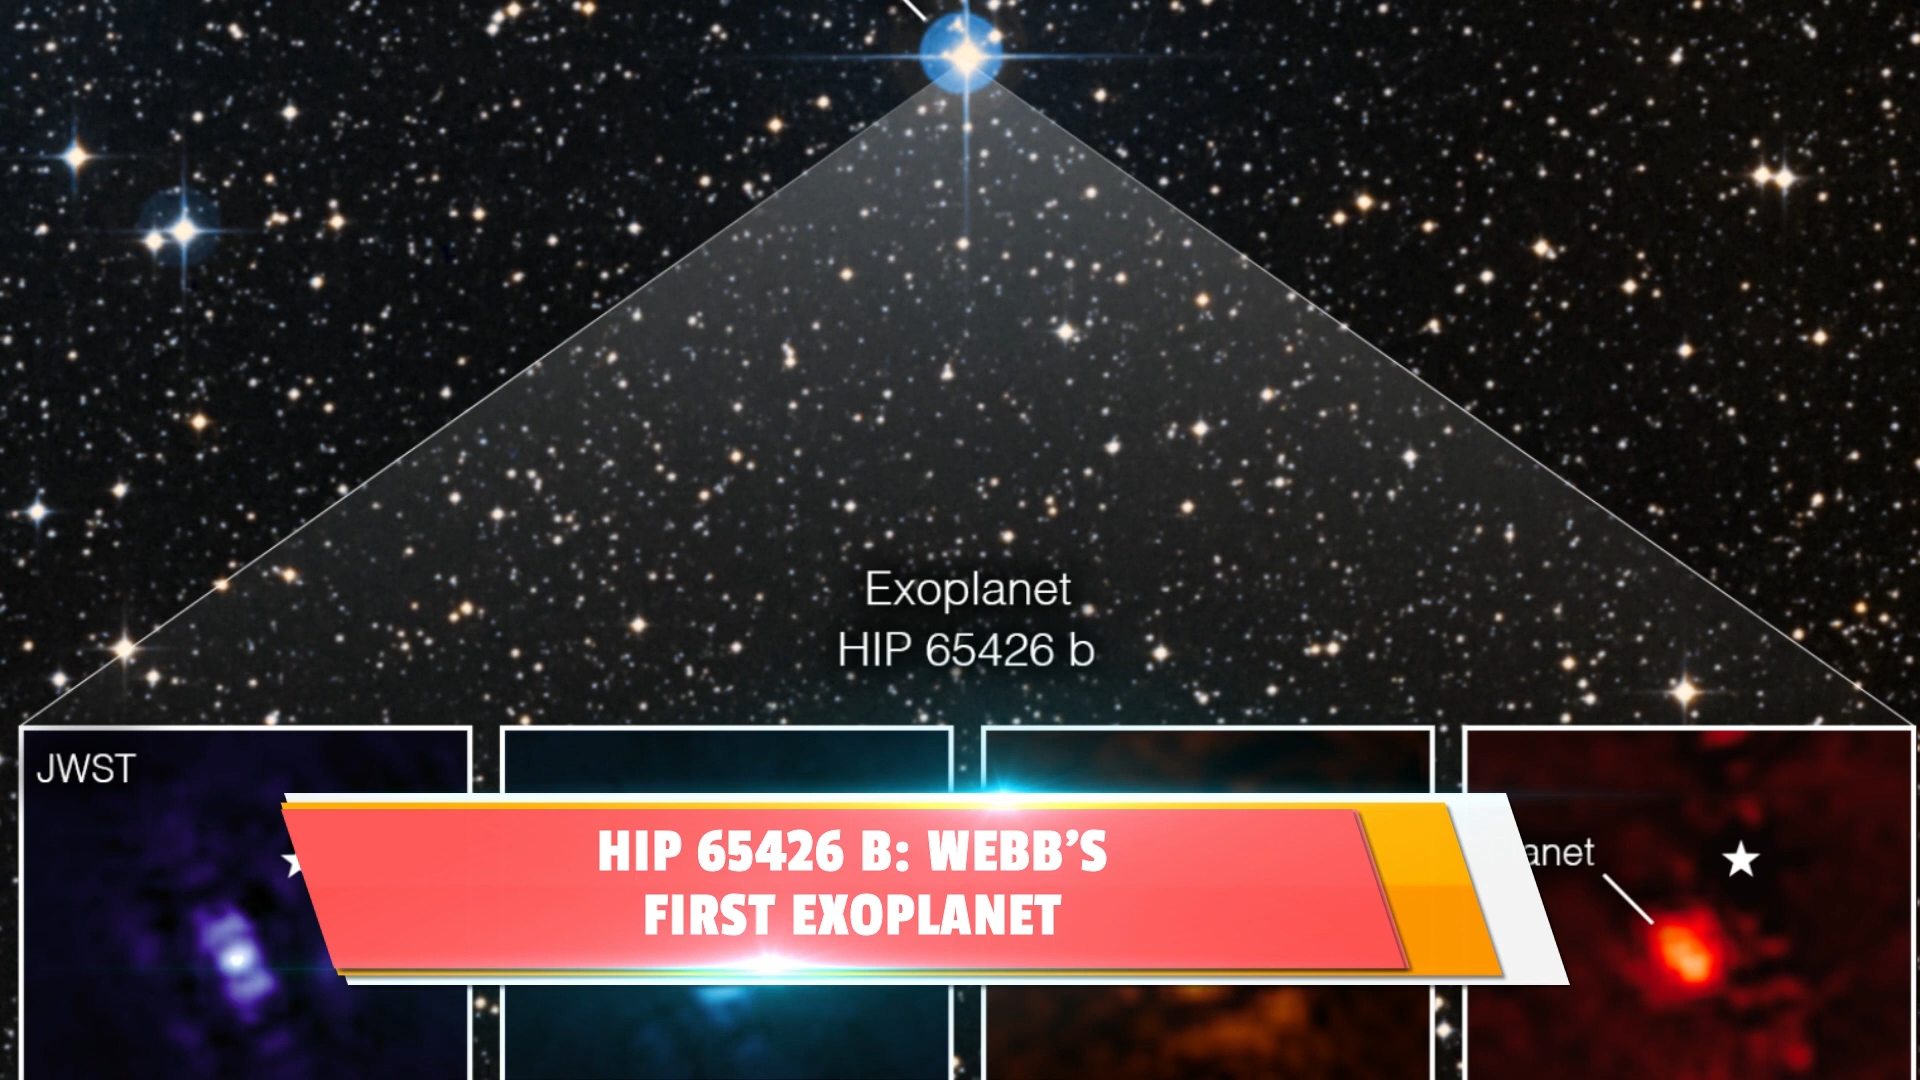 Exoplanet
HIP 65426 b
JWST
HIP 65426 B: WEBB'S
FIRST EXOPLANET
anet